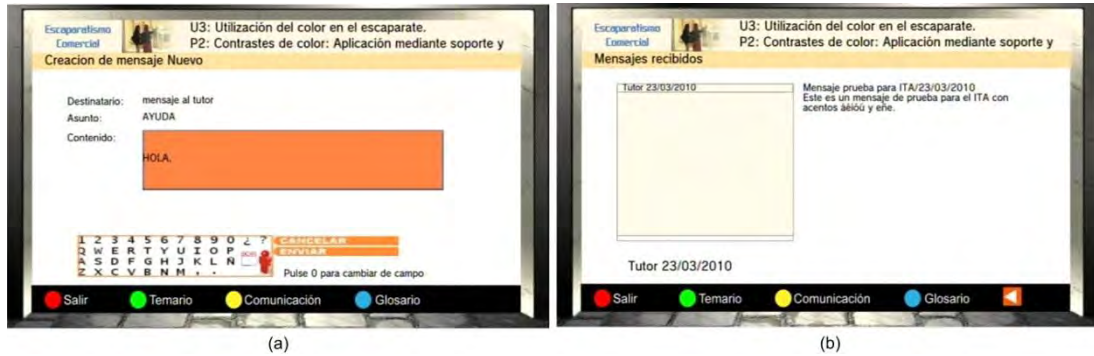 Escaparatismo
Comercial
U3: Utilización del color en el escaparate.
P2: Contrastes de color: Aplicación mediante soporte y
Creacion de mensaje Nuevo
Destinatario: mensaje al tutor
Asunto: AYUDA
Contenido:
HOLA.
1 2 3 4 5 6 7 8 9 0 ¿ ?
Q W E R T Y U I O P
A S D F G H J K L Ñ
Z X C V B N M , .
CANCELAR
ENVIAR
Pulse 0 para cambiar de campo
Salir Temario Comunicación Glosario
(a)
Escaparatismo
Comercial
U3: Utilización del color en el escaparate.
P2: Contrastes de color: Aplicación mediante soporte y
Mensajes recibidos
Tutor 23/03/2010
Mensaje prueba para ITA/23/03/2010
Este es un mensaje de prueba para el ITA con
acentos áéíóú y eñe.
Tutor 23/03/2010
Salir Temario Comunicación Glosario
(b)